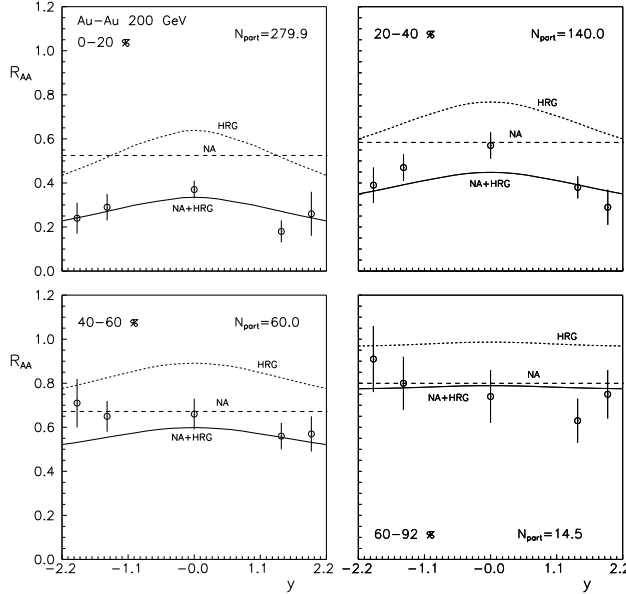 Au−Au 200 GeV
0−20 % N_part=279.9
R_AA
1.2
1.0
0.8
0.6
0.4
0.2
0.0
HRG
NA
NA+HRG
20−40 % N_part=140.0
HRG
NA
NA+HRG
40−60 % N_part=60.0
R_AA
1.2
1.0
0.8
0.6
0.4
0.2
0.0
HRG
NA
NA+HRG
−2.2 −1.1 −0.0 1.1 2.2
y
HRG
NA
NA+HRG
60−92 % N_part=14.5
−2.2 −1.1 −0.0 1.1 2.2
y